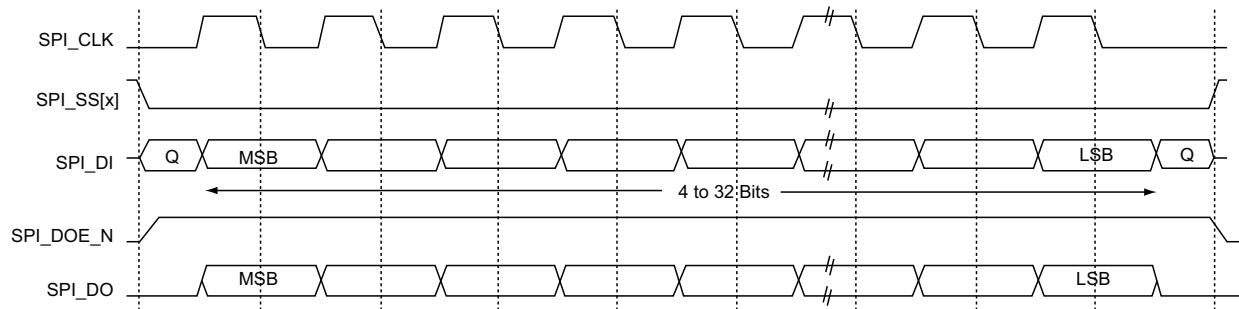 SPI_CLK
SPI_SS[x]
SPI_DI Q MSB LSB Q
4 to 32 Bits
SPI_DOE_N
SPI_DO MSB LSB